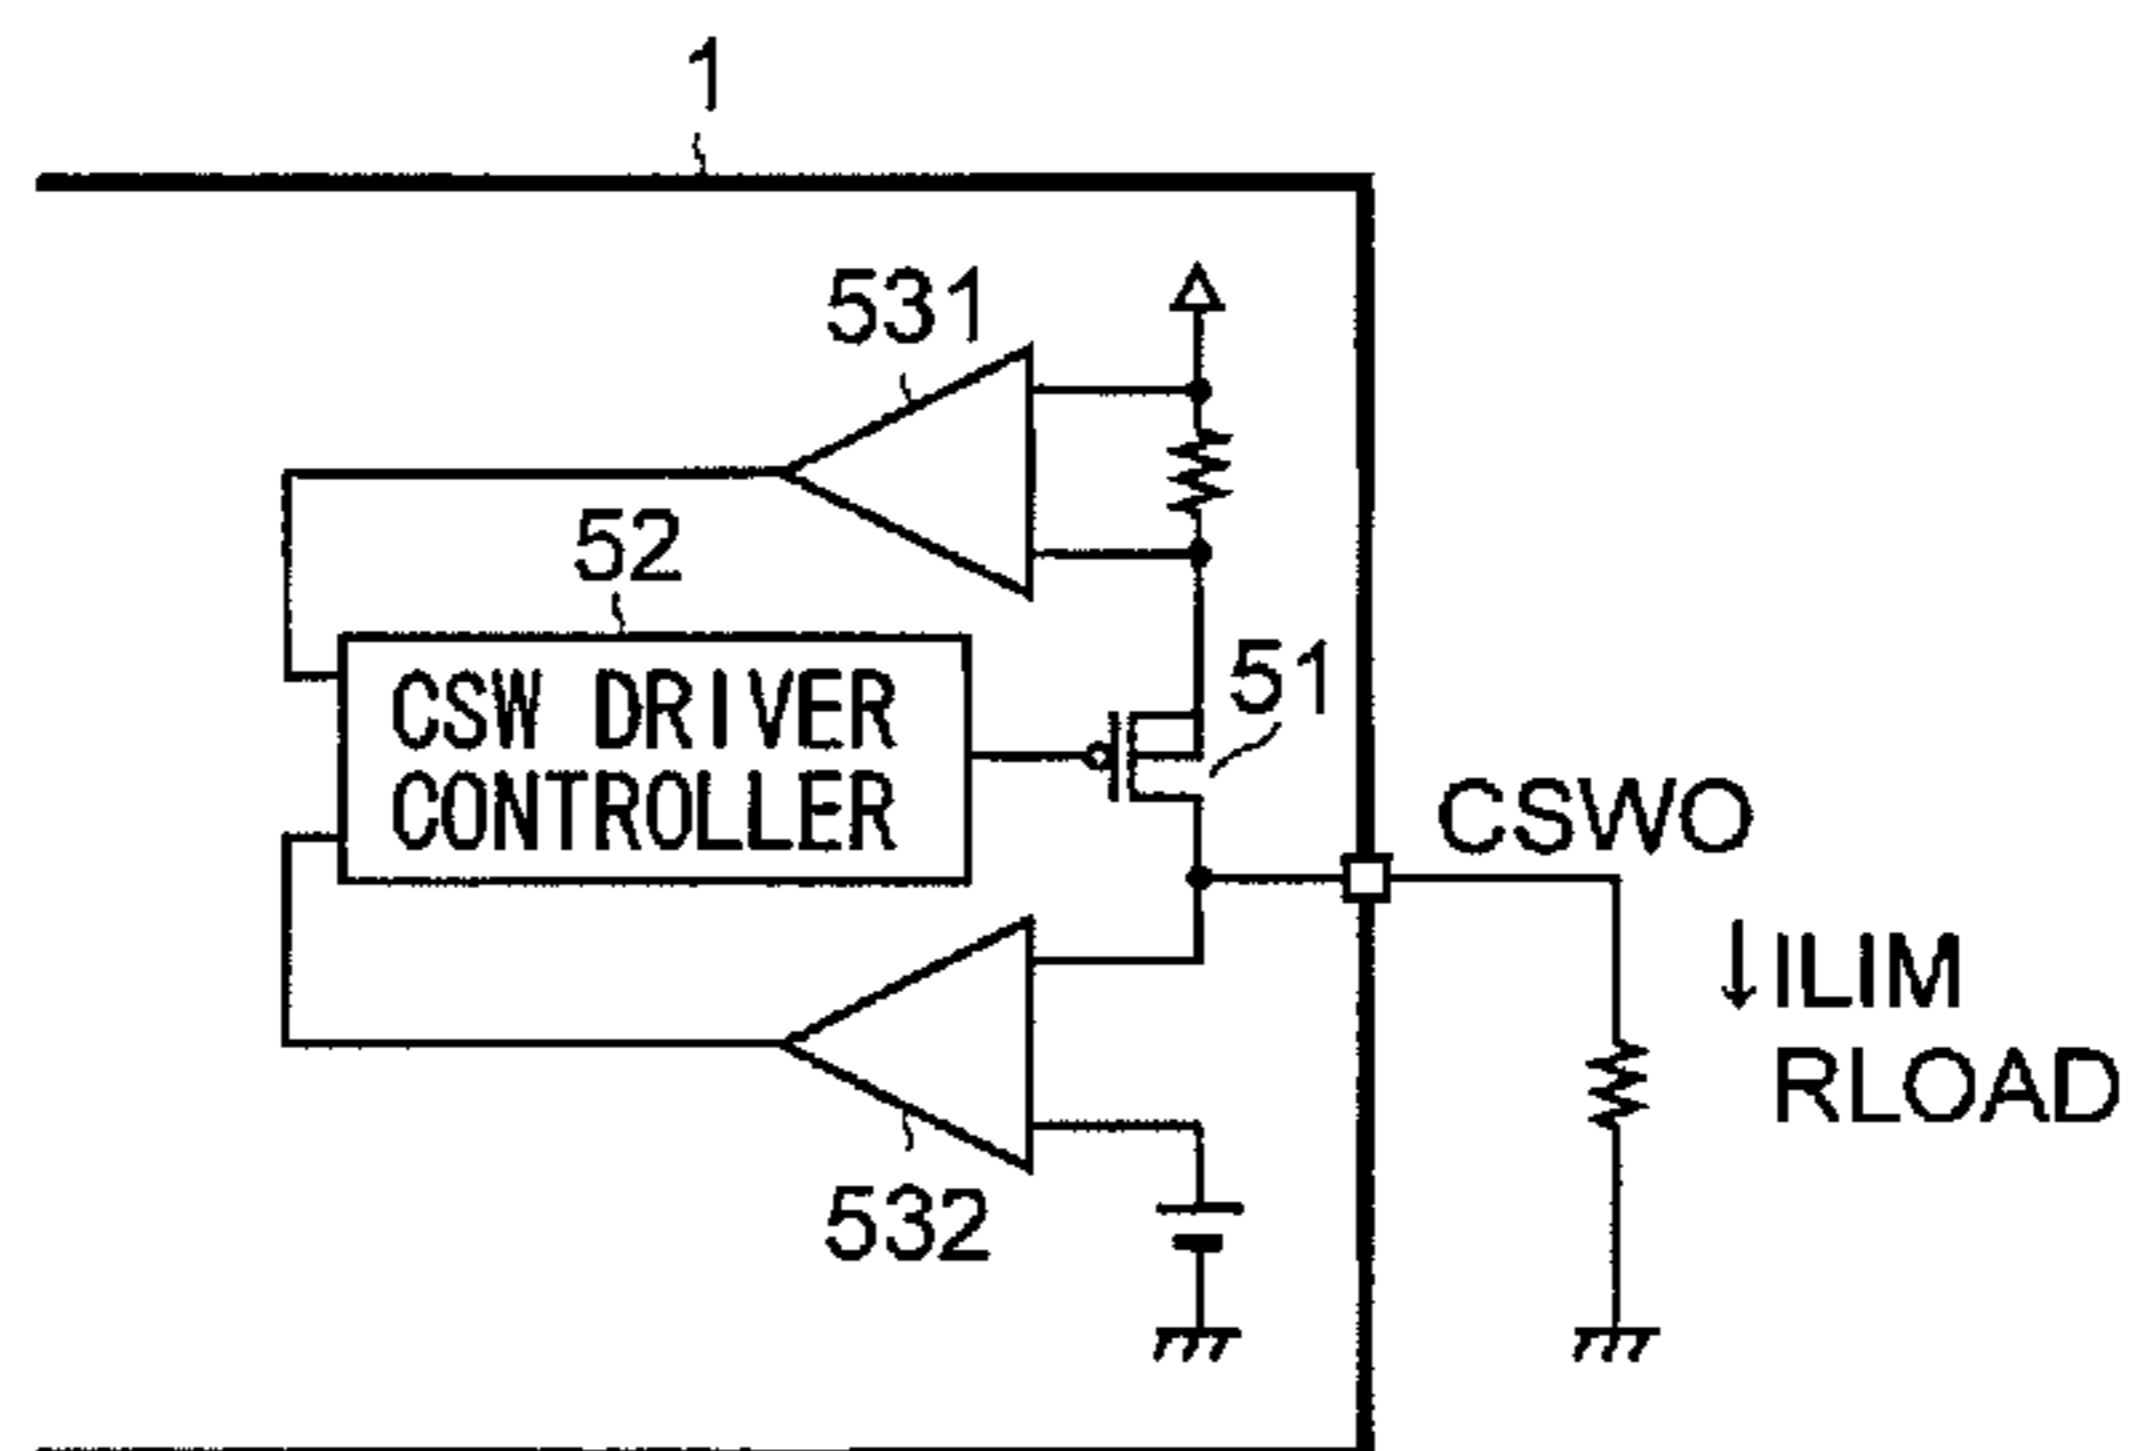 1
531
52
CSW DRIVER
CONTROLLER
51
CSWO
ILIM
RLOAD
532